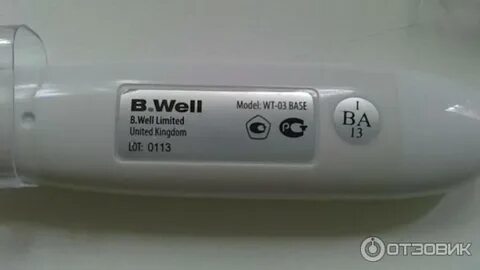 B.Well
Model: WT-03 BASE
B.Well Limited
United Kingdom
LOT: 0113
I
BA
13
ОТЗОВИК